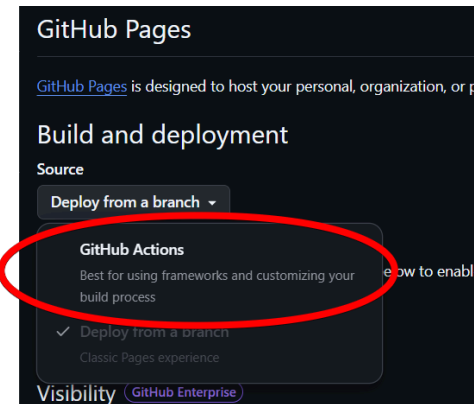 GitHub Pages
GitHub Pages is designed to host your personal, organization, or
Build and deployment
Source
Deploy from a branch
GitHub Actions
Best for using frameworks and customizing your
build process
elow to enabl
Deploy from a branch
Classic Pages experience
Visibility GitHub Enterprise